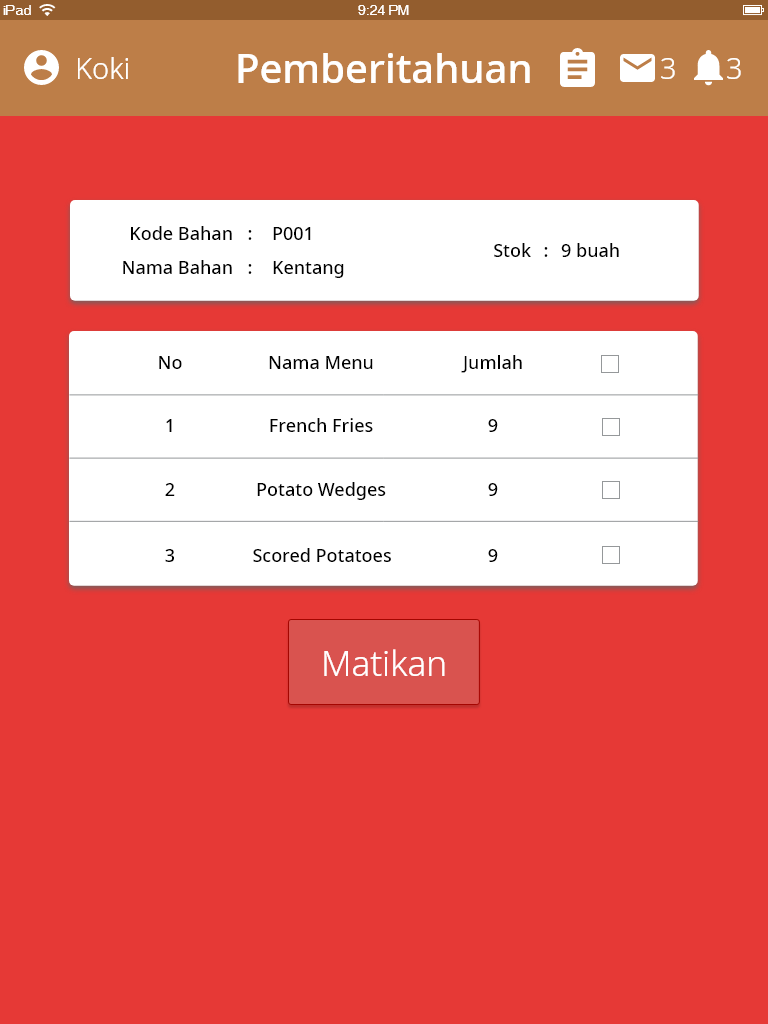 iPad 9:24 PM
Koki Pemberitahuan 3 3
Kode Bahan : P001
Nama Bahan : Kentang
Stok : 9 buah
No Nama Menu Jumlah
1 French Fries 9
2 Potato Wedges 9
3 Scored Potatoes 9
Matikan